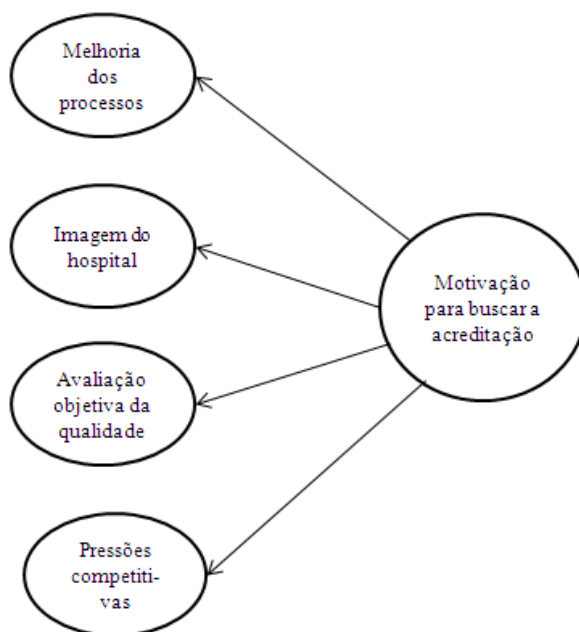 Melhoria
dos
processos
Imagem do
hospital
Avaliação
objetiva da
qualidade
Pressões
competiti-
vas
Motivação
para buscar a
acreditação